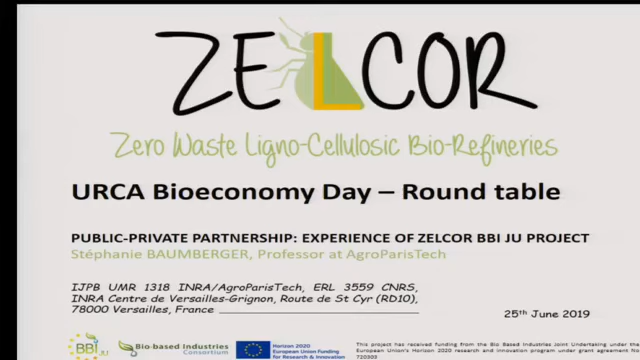 ZELCOR
Zero Waste Ligno-Cellulosic Bio-Refineries
URCA Bioeconomy Day – Round table
PUBLIC-PRIVATE PARTNERSHIP: EXPERIENCE OF ZELCOR BBI JU PROJECT
Stéphanie BAUMBERGER, Professor at AgroParisTech
IJPB UMR 1318 INRA/AgroParisTech, ERL 3559 CNRS,
INRA Centre de Versailles-Grignon, Route de St Cyr (RD10),
78000 Versailles, France
25th June 2019
BBI JU
Bio-based Industries
Consortium
Horizon 2020
European Union Funding
for Research & Innovation
This project has received funding from the Bio Based Industries Joint Undertaking under the
European Union's Horizon 2020 research and innovation program under grant agreement No
720303